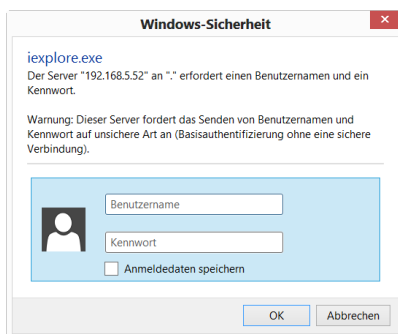 Windows-Sicherheit
iexplore.exe
Der Server "192.168.5.52" an "." erfordert einen Benutzernamen und ein
Kennwort.
Warnung: Dieser Server fordert das Senden von Benutzernamen und
Kennwort auf unsichere Art an (Basisauthentifizierung ohne eine sichere
Verbindung).
Benutzername
Kennwort
Anmeldedaten speichern
OK
Abbrechen